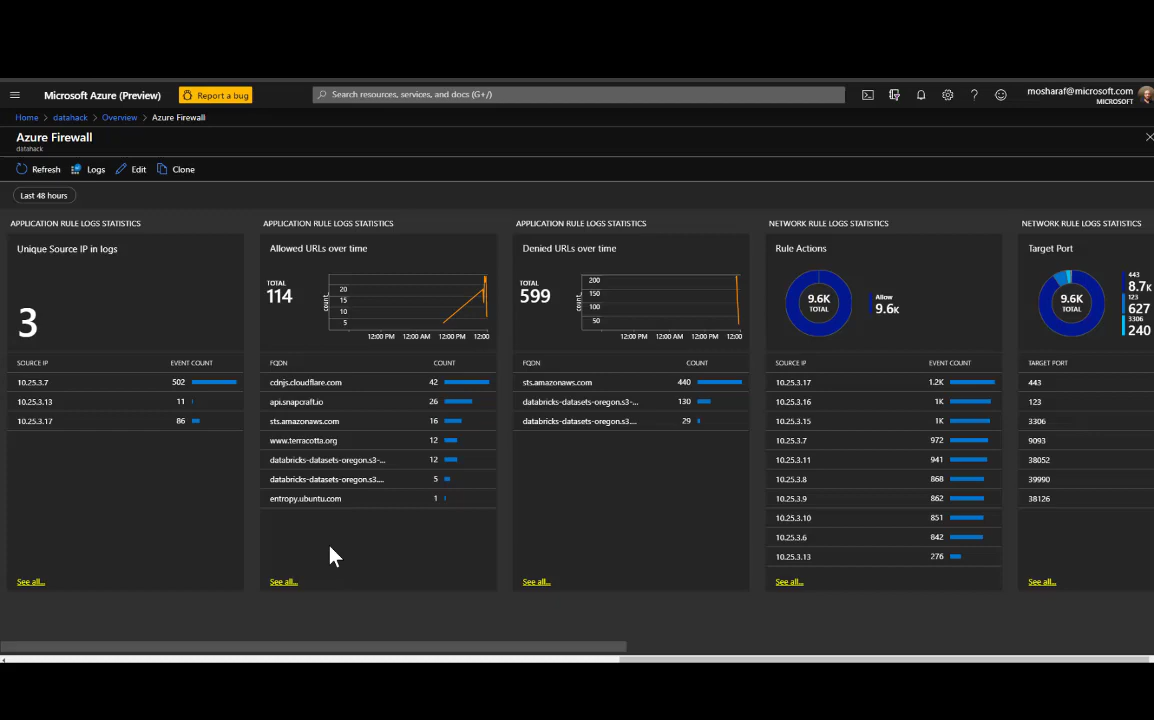 Microsoft Azure (Preview)
Report a bug
Search resources, services, and docs (G+/)
mosharaf@microsoft.com
MICROSOFT
Home > datahack > Overview > Azure Firewall
Azure Firewall
datahack
Refresh Logs Edit Clone
Last 48 hours
APPLICATION RULE LOGS STATISTICS
Unique Source IP in logs
3
SOURCE IP EVENT COUNT
10.25.3.7 502
10.25.3.13 11
10.25.3.17 86
See all...
APPLICATION RULE LOGS STATISTICS
Allowed URLs over time
TOTAL
114
count
20
15
10
5
12:00 PM 12:00 AM 12:00 PM 12:00
FQDN COUNT
cdnjs.cloudflare.com 42
api.snapcraft.io 26
sts.amazonaws.com 16
www.terracotta.org 12
databricks-datasets-oregon.s3-... 12
databricks-datasets-oregon.s3.... 5
entropy.ubuntu.com 1
See all...
APPLICATION RULE LOGS STATISTICS
Denied URLs over time
TOTAL
599
count
200
150
100
50
12:00 PM 12:00 AM 12:00 PM 12:00
FQDN COUNT
sts.amazonaws.com 440
databricks-datasets-oregon.s3-... 130
databricks-datasets-oregon.s3.... 29
See all...
NETWORK RULE LOGS STATISTICS
Rule Actions
9.6K
TOTAL
Allow
9.6K
SOURCE IP EVENT COUNT
10.25.3.17 1.2K
10.25.3.16 1K
10.25.3.15 1K
10.25.3.7 972
10.25.3.11 941
10.25.3.8 868
10.25.3.9 862
10.25.3.10 851
10.25.3.6 842
10.25.3.13 276
See all...
NETWORK RULE LOGS STATISTICS
Target Port
9.6K
TOTAL
443
8.7K
123
627
3306
240
TARGET PORT
443
123
3306
9093
38052
39990
38126
See all...